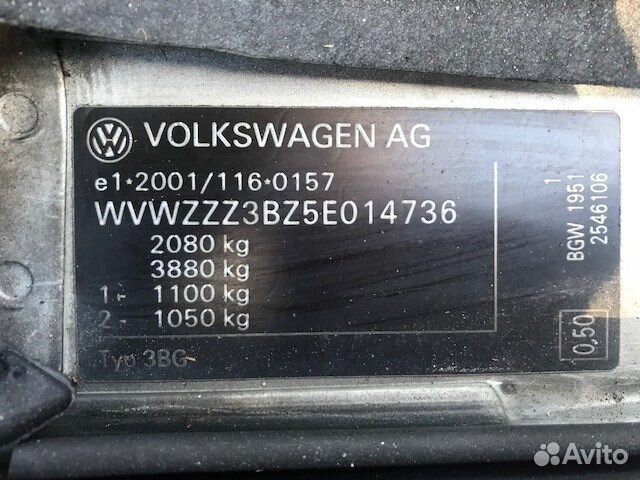 VOLKSWAGEN AG
e1*2001/116*0157
WVWZZZ3BZ5E014736
2080 kg
3880 kg
1 - 1100 kg
2 - 1050 kg
Typ 3BG
1
BGW 1951
2546106
0,50
Avito